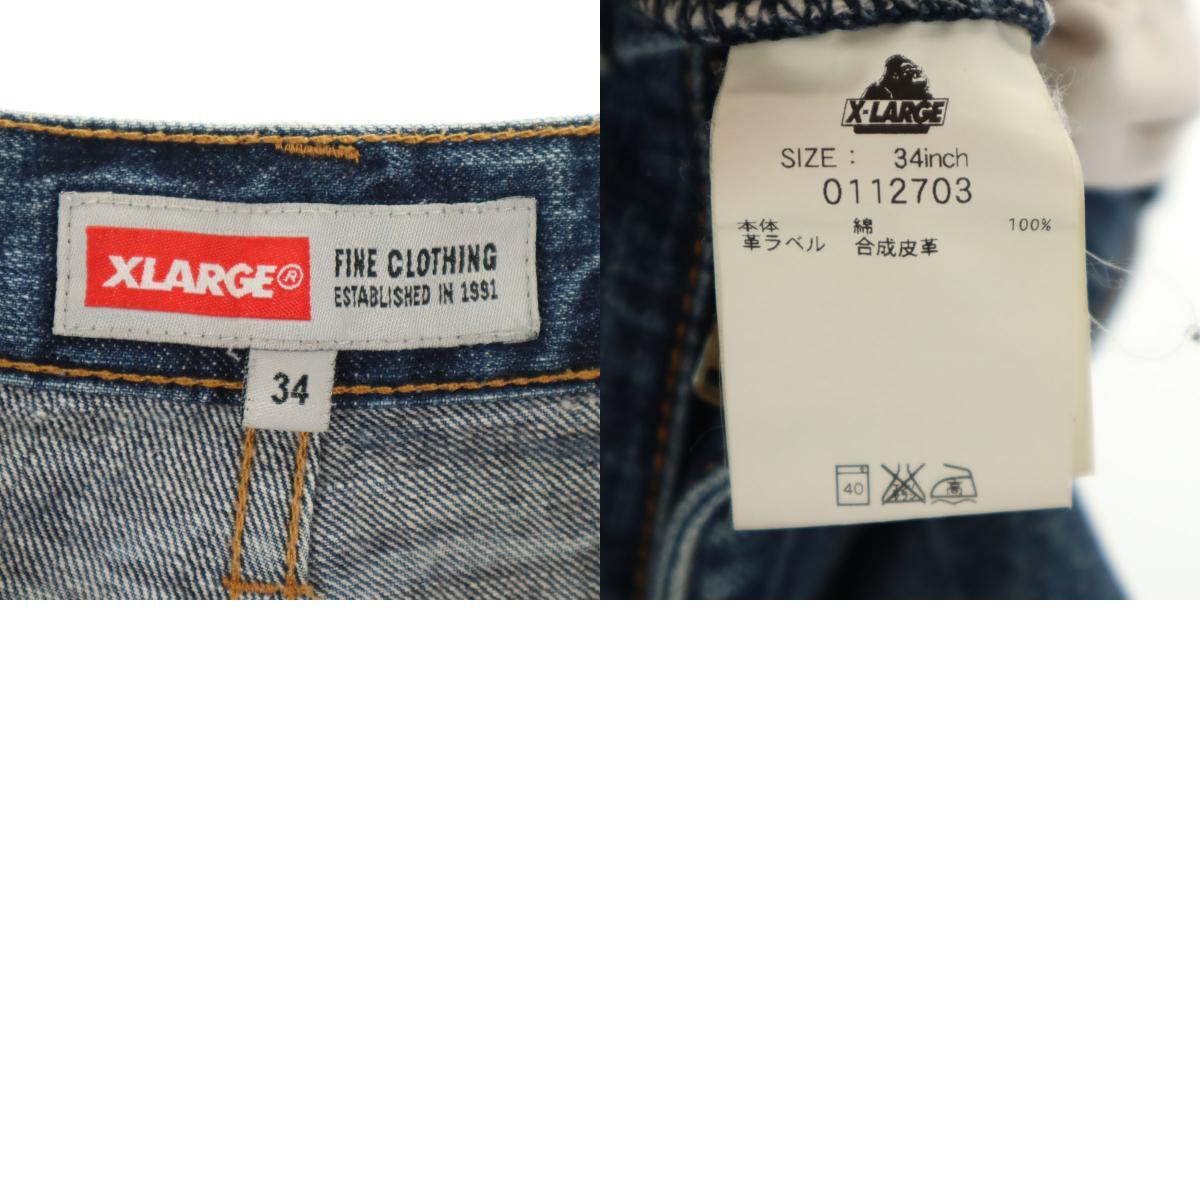 XLARGE®
FINE CLOTHING
ESTABLISHED IN 1991
34
X-LARGE
SIZE : 34inch
0112703
本体 綿 100%
革ラベル 合成皮革
40
高